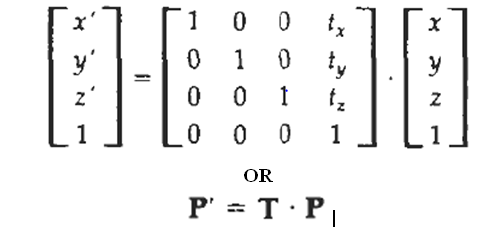 [x′] = [1 0 0 tx] · [x]
[y′] [0 1 0 ty] [y]
[z′] [0 0 1 tz] [z]
[1] [0 0 0 1] [1]
OR
P′ = T · P